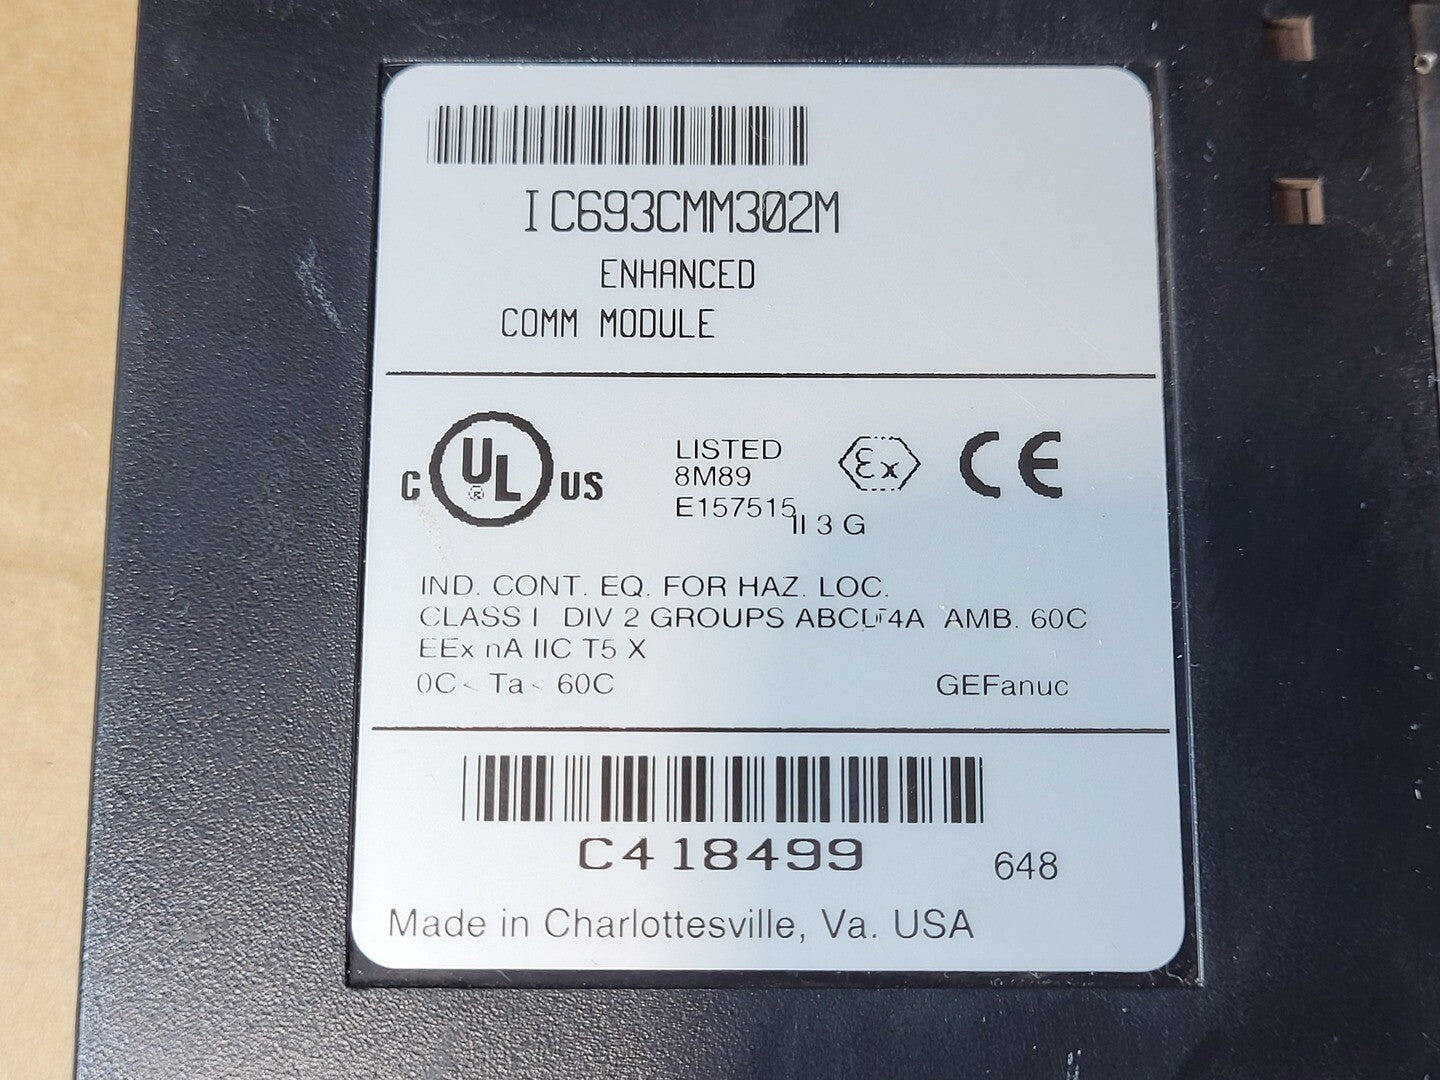 IC693CMM302M
ENHANCED
COMM MODULE
C UL ® US
LISTED
8M89
E157515
Ex CE
II 3 G
IND. CONT. EQ. FOR HAZ. LOC.
CLASS I DIV 2 GROUPS ABCD T4A AMB. 60C
EEx nA IIC T5 X
0C < Ta < 60C
GEFanuc
C418499
648
Made in Charlottesville, Va. USA